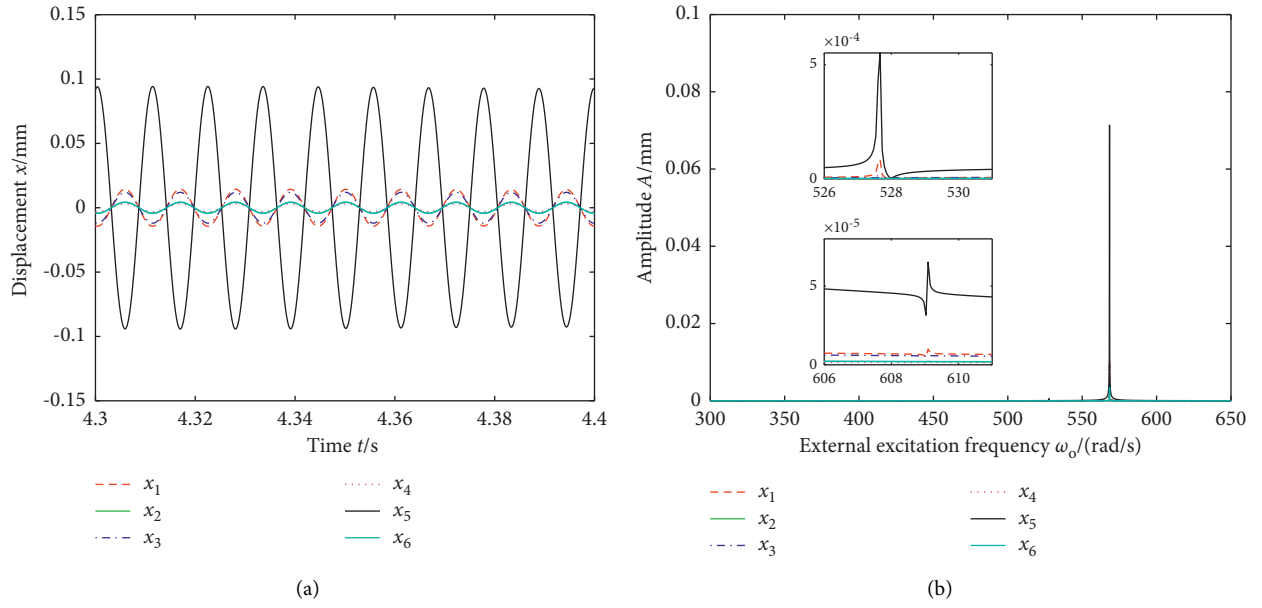 0.15
0.1
0.05
0
-0.05
-0.1
-0.15
Displacement x/mm
4.3 4.32 4.34 4.36 4.38 4.4
Time t/s
x1 x4
x2 x5
x3 x6
(a)
0.1
0.08
0.06
0.04
0.02
0
Amplitude A/mm
×10-4
5
0
526 528 530
×10-5
5
0
606 608 610
300 350 400 450 500 550 600 650
External excitation frequency ωo/(rad/s)
x1 x4
x2 x5
x3 x6
(b)